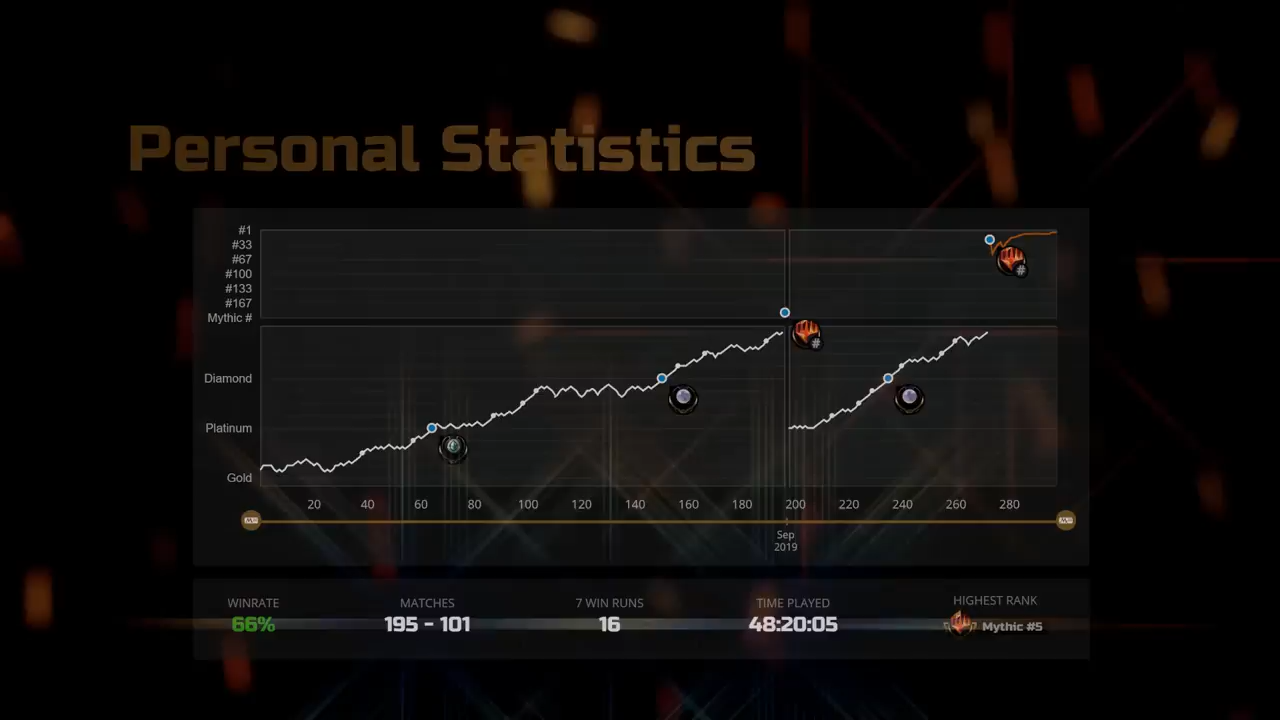 Personal Statistics
#1
#33
#67
#100
#133
#167
Mythic #
Diamond
Platinum
Gold
20 40 60 80 100 120 140 160 180 200 220 240 260 280
Sep
2019
WINRATE MATCHES 7 WIN RUNS TIME PLAYED HIGHEST RANK
66% 195 - 101 16 48:20:05 Mythic #5